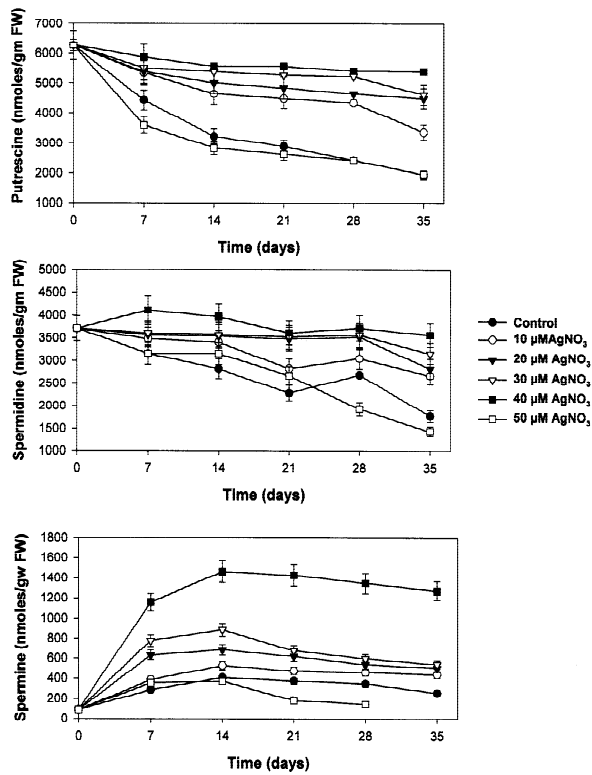 7000
6000
5000
4000
3000
2000
1000
Putrescine (nmoles/gm FW)
0 7 14 21 28 35
Time (days)
5000
4500
4000
3500
3000
2500
2000
1500
1000
Spermidine (nmoles/gm FW)
0 7 14 21 28 35
Time (days)
Control
10 µMAgNO₃
20 µM AgNO₃
30 µM AgNO₃
40 µM AgNO₃
50 µM AgNO₃
1800
1600
1400
1200
1000
800
600
400
200
0
Spermine (nmoles/gw FW)
0 7 14 21 28 35
Time (days)